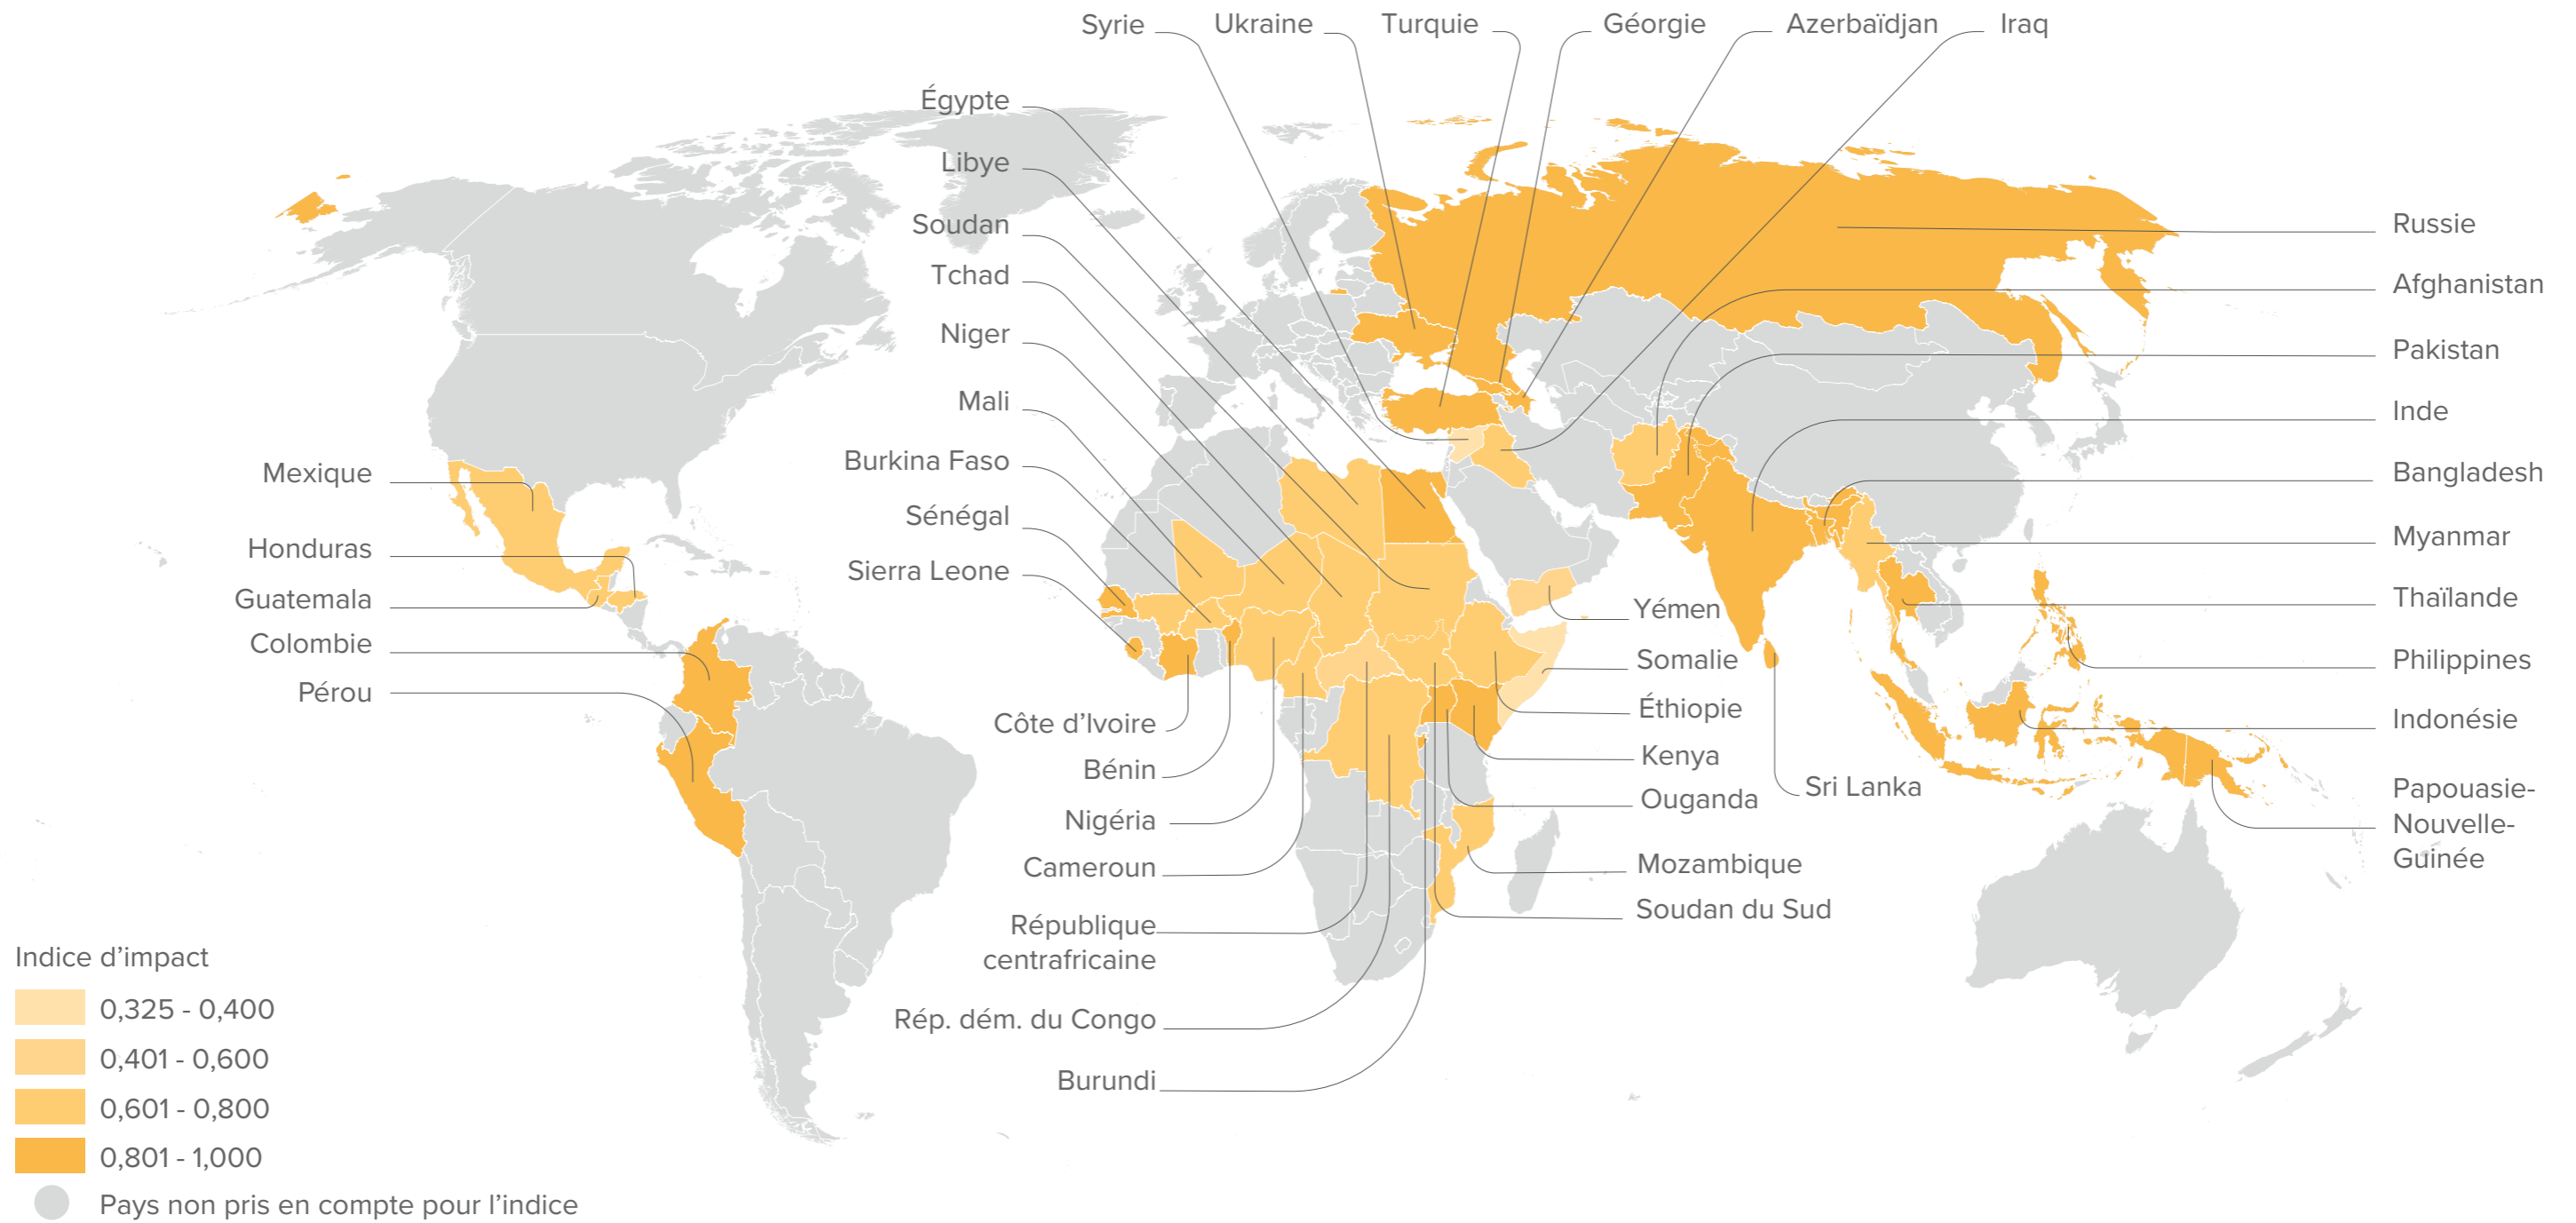 Syrie
Ukraine
Turquie
Géorgie
Azerbaïdjan
Iraq
Égypte
Libye
Soudan
Tchad
Niger
Mali
Burkina Faso
Sénégal
Sierra Leone
Mexique
Honduras
Guatemala
Colombie
Pérou
Côte d’Ivoire
Bénin
Nigéria
Cameroun
République
centrafricaine
Rép. dém. du Congo
Burundi
Yémen
Somalie
Éthiopie
Kenya
Ouganda
Mozambique
Soudan du Sud
Sri Lanka
Russie
Afghanistan
Pakistan
Inde
Bangladesh
Myanmar
Thaïlande
Philippines
Indonésie
Papouasie-
Nouvelle-
Guinée
Indice d’impact
0,325 - 0,400
0,401 - 0,600
0,601 - 0,800
0,801 - 1,000
Pays non pris en compte pour l’indice